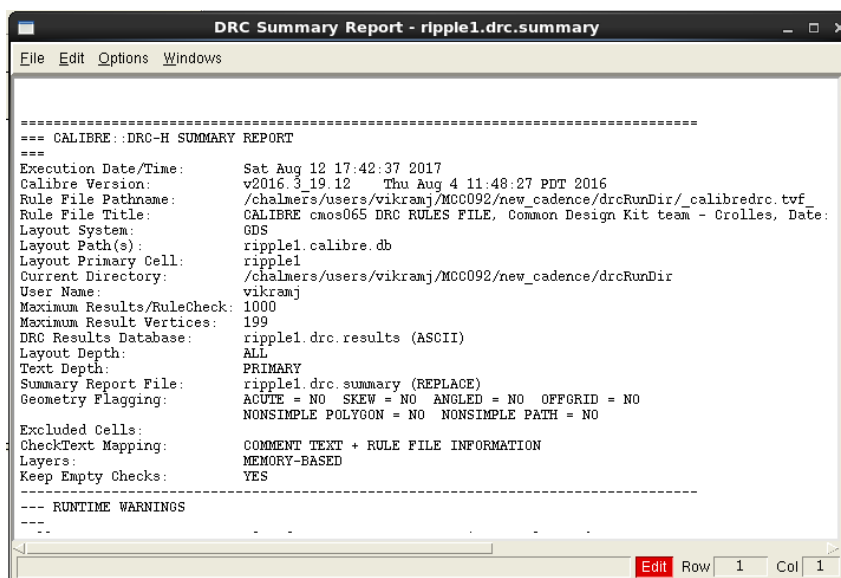 DRC Summary Report - ripple1.drc.summary
File Edit Options Windows
================================================================================
=== CALIBRE::DRC-H SUMMARY REPORT
===
Execution Date/Time: Sat Aug 12 17:42:37 2017
Calibre Version: v2016.3_19.12 Thu Aug 4 11:48:27 PDT 2016
Rule File Pathname: /chalmers/users/vikramj/MCC092/new_cadence/drcRunDir/_calibredrc.tvf_
Rule File Title: CALIBRE cmos065 DRC RULES FILE, Common Design Kit team - Crolles, Date:
Layout System: GDS
Layout Path(s): ripple1.calibre.db
Layout Primary Cell: ripple1
Current Directory: /chalmers/users/vikramj/MCC092/new_cadence/drcRunDir
User Name: vikramj
Maximum Results/RuleCheck: 1000
Maximum Result Vertices: 199
DRC Results Database: ripple1.drc.results (ASCII)
Layout Depth: ALL
Text Depth: PRIMARY
Summary Report File: ripple1.drc.summary (REPLACE)
Geometry Flagging: ACUTE = NO SKEW = NO ANGLED = NO OFFGRID = NO
NONSIMPLE POLYGON = NO NONSIMPLE PATH = NO
Excluded Cells:
CheckText Mapping: COMMENT TEXT + RULE FILE INFORMATION
Layers: MEMORY-BASED
Keep Empty Checks: YES
--------------------------------------------------------------------------------
--- RUNTIME WARNINGS
---
Edit Row 1 Col 1